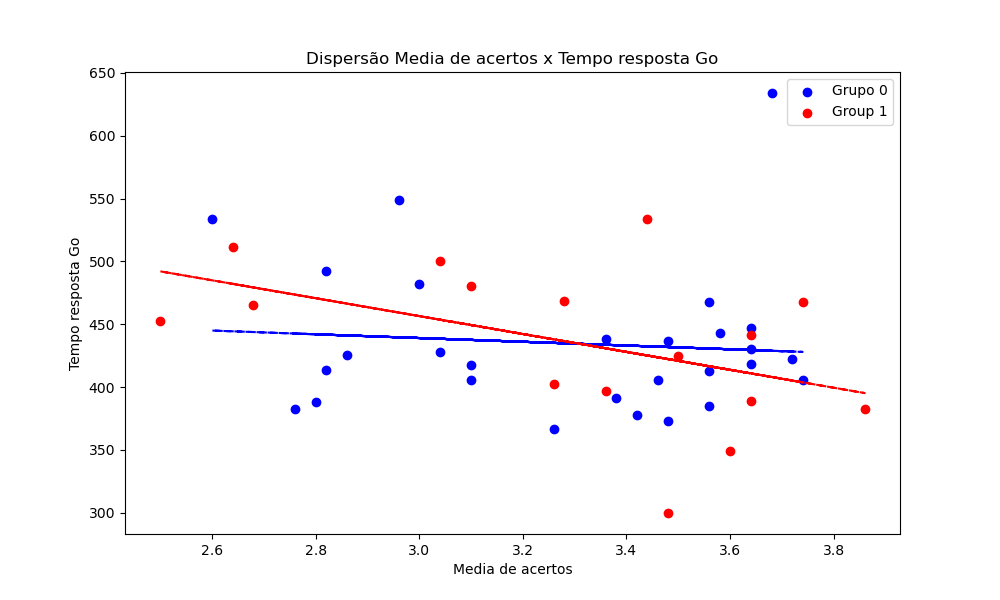 Dispersão Media de acertos x Tempo resposta Go
Grupo 0
Group 1
Tempo resposta Go
650
600
550
500
450
400
350
300
2.6 2.8 3.0 3.2 3.4 3.6 3.8
Media de acertos